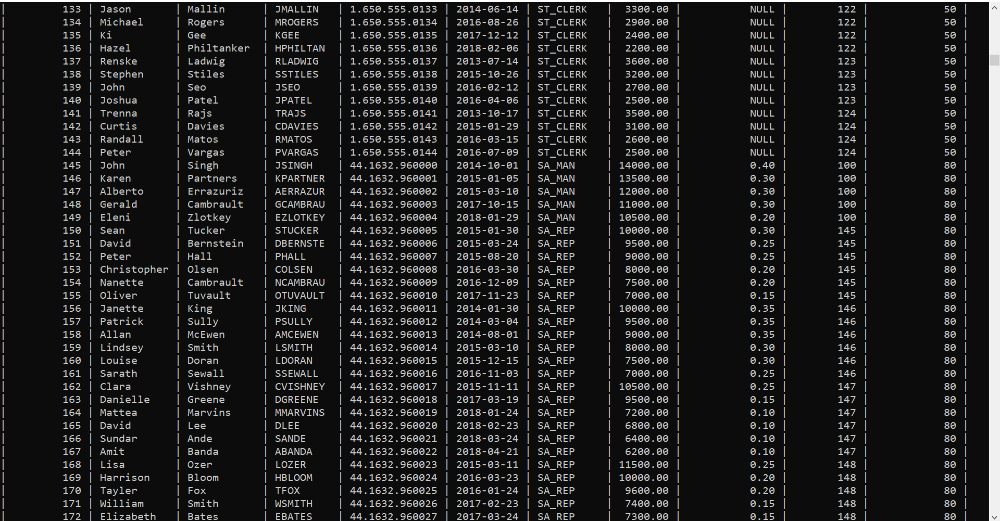 | 133 | Jason | Mallin | JMALLIN | 1.650.555.0133 | 2014-06-14 | ST_CLERK | 3300.00 | NULL | 122 | 50 |
| 134 | Michael | Rogers | MROGERS | 1.650.555.0134 | 2016-08-26 | ST_CLERK | 2900.00 | NULL | 122 | 50 |
| 135 | Ki | Gee | KGEE | 1.650.555.0135 | 2017-12-12 | ST_CLERK | 2400.00 | NULL | 122 | 50 |
| 136 | Hazel | Philtanker | HPHILTAN | 1.650.555.0136 | 2018-02-06 | ST_CLERK | 2200.00 | NULL | 122 | 50 |
| 137 | Renske | Ladwig | RLADWIG | 1.650.555.0137 | 2013-07-14 | ST_CLERK | 3600.00 | NULL | 123 | 50 |
| 138 | Stephen | Stiles | SSTILES | 1.650.555.0138 | 2015-10-26 | ST_CLERK | 3200.00 | NULL | 123 | 50 |
| 139 | John | Seo | JSEO | 1.650.555.0139 | 2016-02-12 | ST_CLERK | 2700.00 | NULL | 123 | 50 |
| 140 | Joshua | Patel | JPATEL | 1.650.555.0140 | 2016-04-06 | ST_CLERK | 2500.00 | NULL | 123 | 50 |
| 141 | Trenna | Rajs | TRAJS | 1.650.555.0141 | 2013-10-17 | ST_CLERK | 3500.00 | NULL | 124 | 50 |
| 142 | Curtis | Davies | CDAVIES | 1.650.555.0142 | 2015-01-29 | ST_CLERK | 3100.00 | NULL | 124 | 50 |
| 143 | Randall | Matos | RMATOS | 1.650.555.0143 | 2016-03-15 | ST_CLERK | 2600.00 | NULL | 124 | 50 |
| 144 | Peter | Vargas | PVARGAS | 1.650.555.0144 | 2016-07-09 | ST_CLERK | 2500.00 | NULL | 124 | 50 |
| 145 | John | Singh | JSINGH | 44.1632.960000 | 2014-10-01 | SA_MAN | 14000.00 | 0.40 | 100 | 80 |
| 146 | Karen | Partners | KPARTNER | 44.1632.960001 | 2015-01-05 | SA_MAN | 13500.00 | 0.30 | 100 | 80 |
| 147 | Alberto | Errazuriz | AERRAZUR | 44.1632.960002 | 2015-03-10 | SA_MAN | 12000.00 | 0.30 | 100 | 80 |
| 148 | Gerald | Cambrault | GCAMBRAU | 44.1632.960003 | 2017-10-15 | SA_MAN | 11000.00 | 0.30 | 100 | 80 |
| 149 | Eleni | Zlotkey | EZLOTKEY | 44.1632.960004 | 2018-01-29 | SA_MAN | 10500.00 | 0.20 | 100 | 80 |
| 150 | Sean | Tucker | STUCKER | 44.1632.960005 | 2015-01-30 | SA_REP | 10000.00 | 0.30 | 145 | 80 |
| 151 | David | Bernstein | DBERNSTE | 44.1632.960006 | 2015-03-24 | SA_REP | 9500.00 | 0.25 | 145 | 80 |
| 152 | Peter | Hall | PHALL | 44.1632.960007 | 2015-08-20 | SA_REP | 9000.00 | 0.25 | 145 | 80 |
| 153 | Christopher | Olsen | COLSEN | 44.1632.960008 | 2016-03-30 | SA_REP | 8000.00 | 0.20 | 145 | 80 |
| 154 | Nanette | Cambrault | NCAMBRAU | 44.1632.960009 | 2016-12-09 | SA_REP | 7500.00 | 0.20 | 145 | 80 |
| 155 | Oliver | Tuvault | OTUVAULT | 44.1632.960010 | 2017-11-23 | SA_REP | 7000.00 | 0.15 | 145 | 80 |
| 156 | Janette | King | JKING | 44.1632.960011 | 2014-01-30 | SA_REP | 10000.00 | 0.35 | 146 | 80 |
| 157 | Patrick | Sully | PSULLY | 44.1632.960012 | 2014-03-04 | SA_REP | 9500.00 | 0.35 | 146 | 80 |
| 158 | Allan | McEwen | AMCEWEN | 44.1632.960013 | 2014-08-01 | SA_REP | 9000.00 | 0.35 | 146 | 80 |
| 159 | Lindsey | Smith | LSMITH | 44.1632.960014 | 2015-03-10 | SA_REP | 8000.00 | 0.30 | 146 | 80 |
| 160 | Louise | Doran | LDORAN | 44.1632.960015 | 2015-12-15 | SA_REP | 7500.00 | 0.30 | 146 | 80 |
| 161 | Sarath | Sewall | SSEWALL | 44.1632.960016 | 2016-11-03 | SA_REP | 7000.00 | 0.25 | 146 | 80 |
| 162 | Clara | Vishney | CVISHNEY | 44.1632.960017 | 2015-11-11 | SA_REP | 10500.00 | 0.25 | 147 | 80 |
| 163 | Danielle | Greene | DGREENE | 44.1632.960018 | 2017-03-19 | SA_REP | 9500.00 | 0.15 | 147 | 80 |
| 164 | Mattea | Marvins | MMARVINS | 44.1632.960019 | 2018-01-24 | SA_REP | 7200.00 | 0.10 | 147 | 80 |
| 165 | David | Lee | DLEE | 44.1632.960020 | 2018-02-23 | SA_REP | 6800.00 | 0.10 | 147 | 80 |
| 166 | Sundar | Ande | SANDE | 44.1632.960021 | 2018-03-24 | SA_REP | 6400.00 | 0.10 | 147 | 80 |
| 167 | Amit | Banda | ABANDA | 44.1632.960022 | 2018-04-21 | SA_REP | 6200.00 | 0.10 | 147 | 80 |
| 168 | Lisa | Ozer | LOZER | 44.1632.960023 | 2015-03-11 | SA_REP | 11500.00 | 0.25 | 148 | 80 |
| 169 | Harrison | Bloom | HBLOOM | 44.1632.960024 | 2016-03-23 | SA_REP | 10000.00 | 0.20 | 148 | 80 |
| 170 | Tayler | Fox | TFOX | 44.1632.960025 | 2016-01-24 | SA_REP | 9600.00 | 0.20 | 148 | 80 |
| 171 | William | Smith | WSMITH | 44.1632.960026 | 2017-02-23 | SA_REP | 7400.00 | 0.15 | 148 | 80 |
| 172 | Elizabeth | Bates | EBATES | 44.1632.960027 | 2017-03-24 | SA_REP | 7300.00 | 0.15 | 148 | 80 |